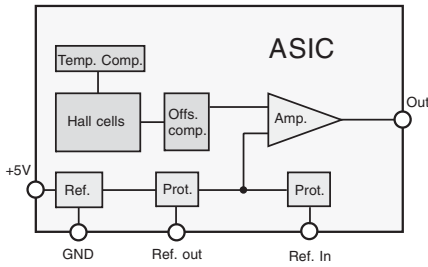 ASIC
Temp. Comp.
Hall cells
Offs.
comp.
Amp.
Out
+5V
Ref.
Prot.
Prot.
GND
Ref. out
Ref. In